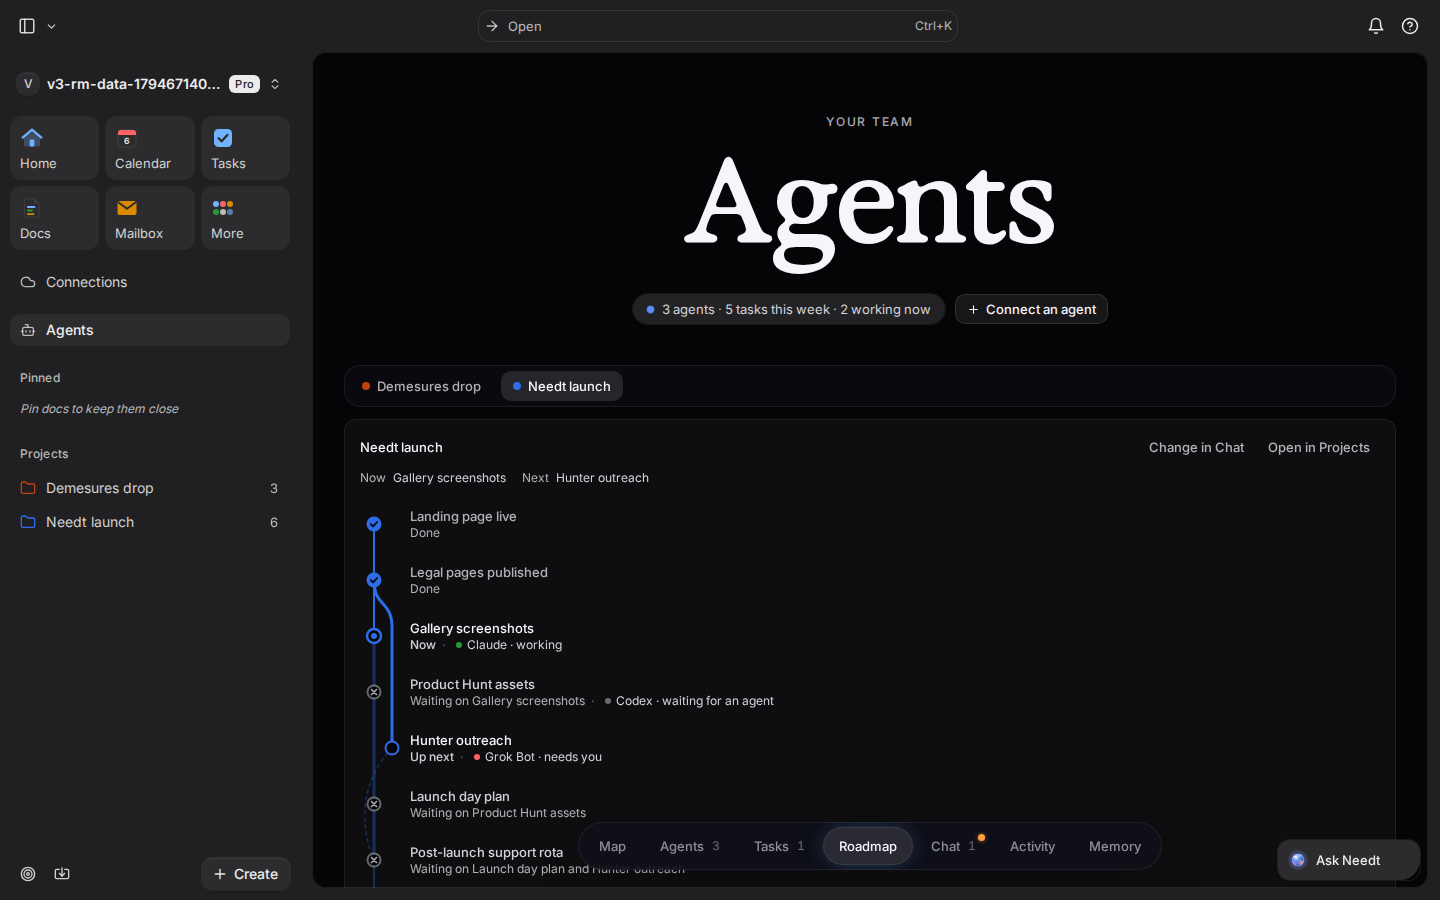 Open
Ctrl+K
V
v3-rm-data-179467140...
Pro
Home
6
Calendar
Tasks
Docs
Mailbox
More
Connections
Agents
Pinned
Pin docs to keep them close
Projects
Demesures drop
3
Needt launch
6
Create
YOUR TEAM
Agents
3 agents · 5 tasks this week · 2 working now
Connect an agent
Demesures drop
Needt launch
Needt launch
Change in Chat
Open in Projects
Now Gallery screenshots Next Hunter outreach
Landing page live
Done
Legal pages published
Done
Gallery screenshots
Now · Claude · working
Product Hunt assets
Waiting on Gallery screenshots · Codex · waiting for an agent
Hunter outreach
Up next · Grok Bot · needs you
Launch day plan
Waiting on Product Hunt assets
Post-launch support rota
Waiting on Launch day plan and Hunter outreach
Map
Agents 3
Tasks 1
Roadmap
Chat 1
Activity
Memory
Ask Needt